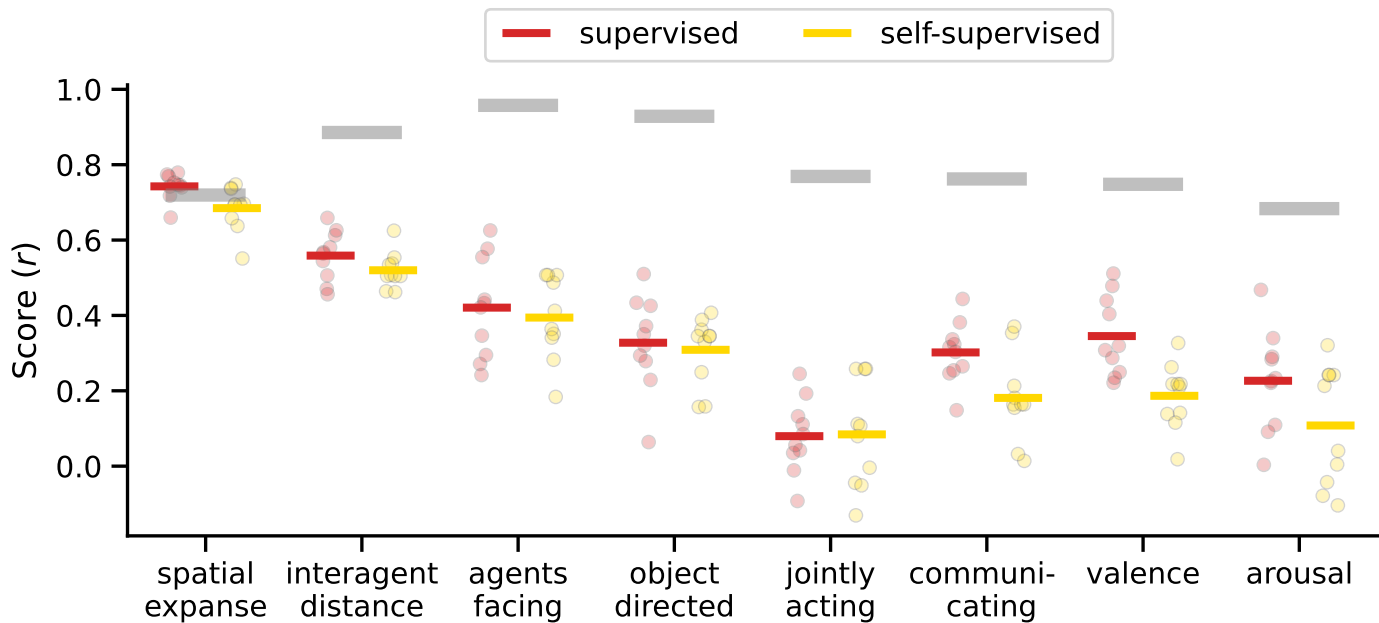 supervised self-supervised
Score (r)
1.0
0.8
0.6
0.4
0.2
0.0
spatial interagent agents object jointly communi- valence arousal
expanse distance facing directed acting cating